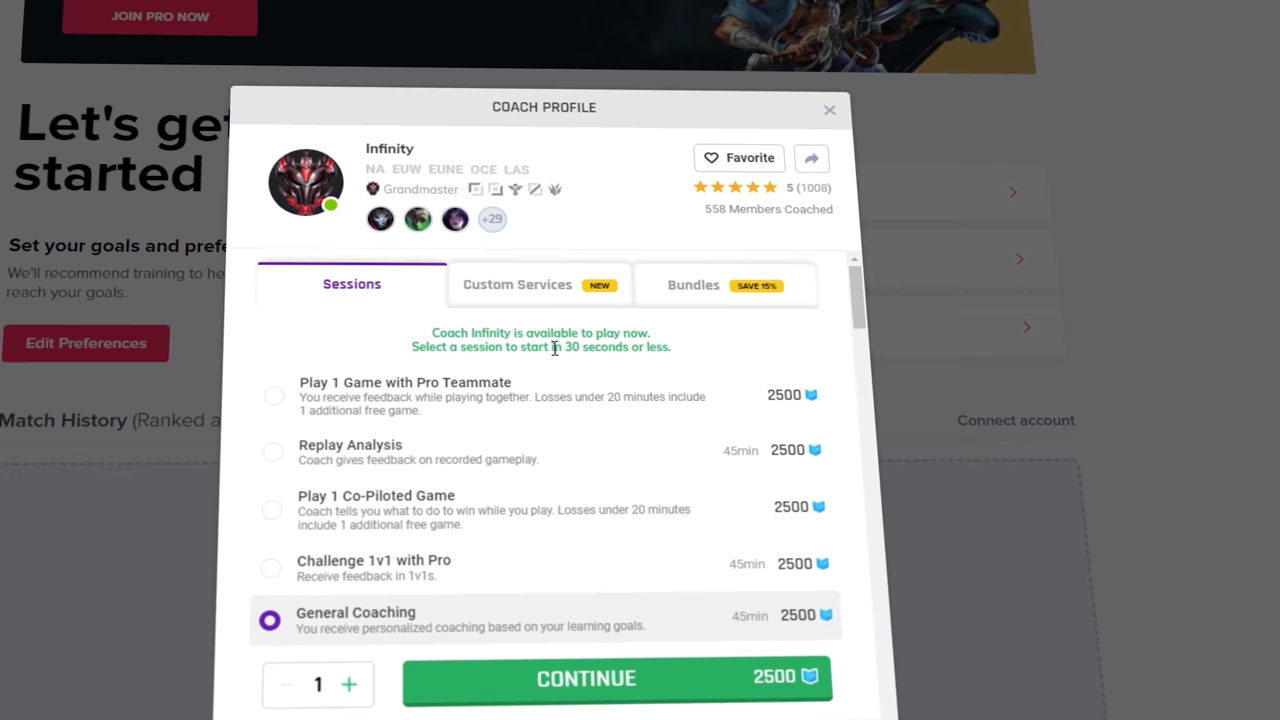 JOIN PRO NOW
COACH PROFILE
Let's get
started
Infinity
NA EUW EUNE OCE LAS
Grandmaster
+29
Favorite
5 (1008)
558 Members Coached
Set your goals and prefe
We'll recommend training to he
reach your goals.
Edit Preferences
Sessions
Custom Services NEW
Bundles SAVE 15%
Coach Infinity is available to play now.
Select a session to start in 30 seconds or less.
Play 1 Game with Pro Teammate
You receive feedback while playing together. Losses under 20 minutes include
1 additional free game.
2500
Match History (Ranked a
Connect account
Replay Analysis
Coach gives feedback on recorded gameplay.
45min 2500
Play 1 Co-Piloted Game
Coach tells you what to do to win while you play. Losses under 20 minutes
include 1 additional free game.
2500
Challenge 1v1 with Pro
Receive feedback in 1v1s.
45min 2500
General Coaching
You receive personalized coaching based on your learning goals.
45min 2500
1
CONTINUE 2500